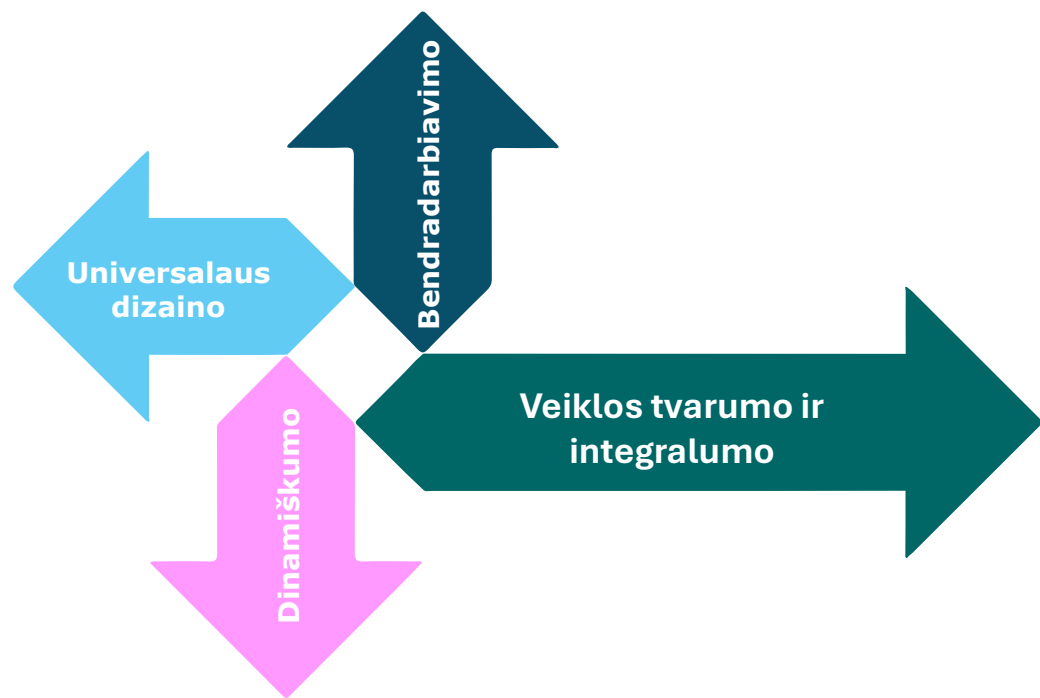 Bendradarbiavimo
Universalaus
dizaino
Veiklos tvarumo ir
integralumo
Dinamiškumo